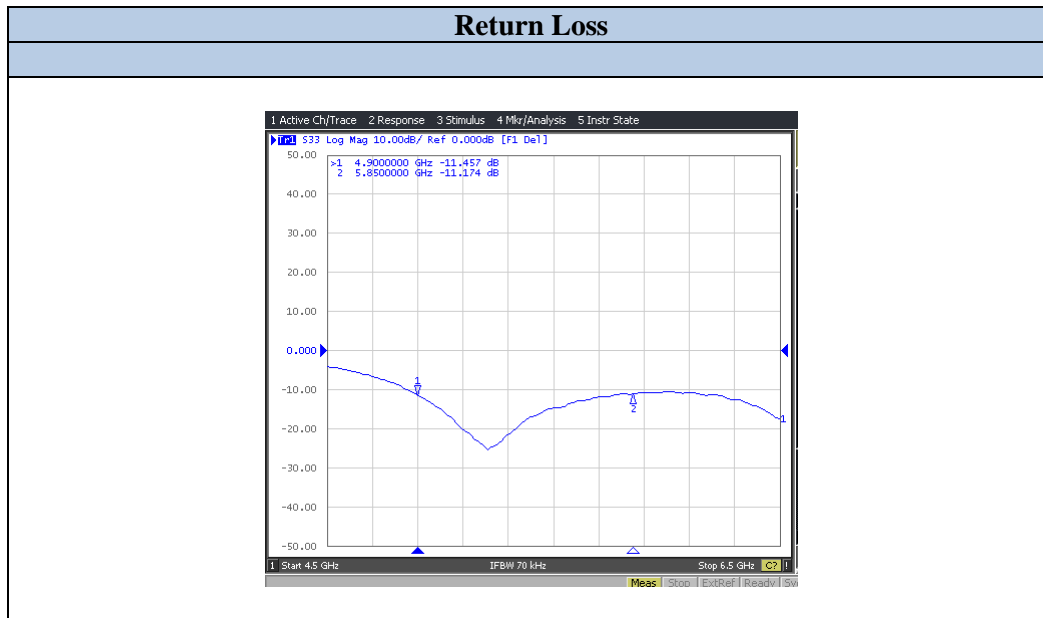 Return Loss
1 Active Ch/Trace 2 Response 3 Stimulus 4 Mkr/Analysis 5 Instr State
Tr1 S33 Log Mag 10.00dB/ Ref 0.000dB [F1 Del]
50.00
>1 4.9000000 GHz -11.457 dB
2 5.8500000 GHz -11.174 dB
40.00
30.00
20.00
10.00
0.000
1
-10.00
2
1
-20.00
-30.00
-40.00
-50.00
1 Start 4.5 GHz IFBW 70 kHz Stop 6.5 GHz C? !
Meas Stop ExtRef Ready Sv